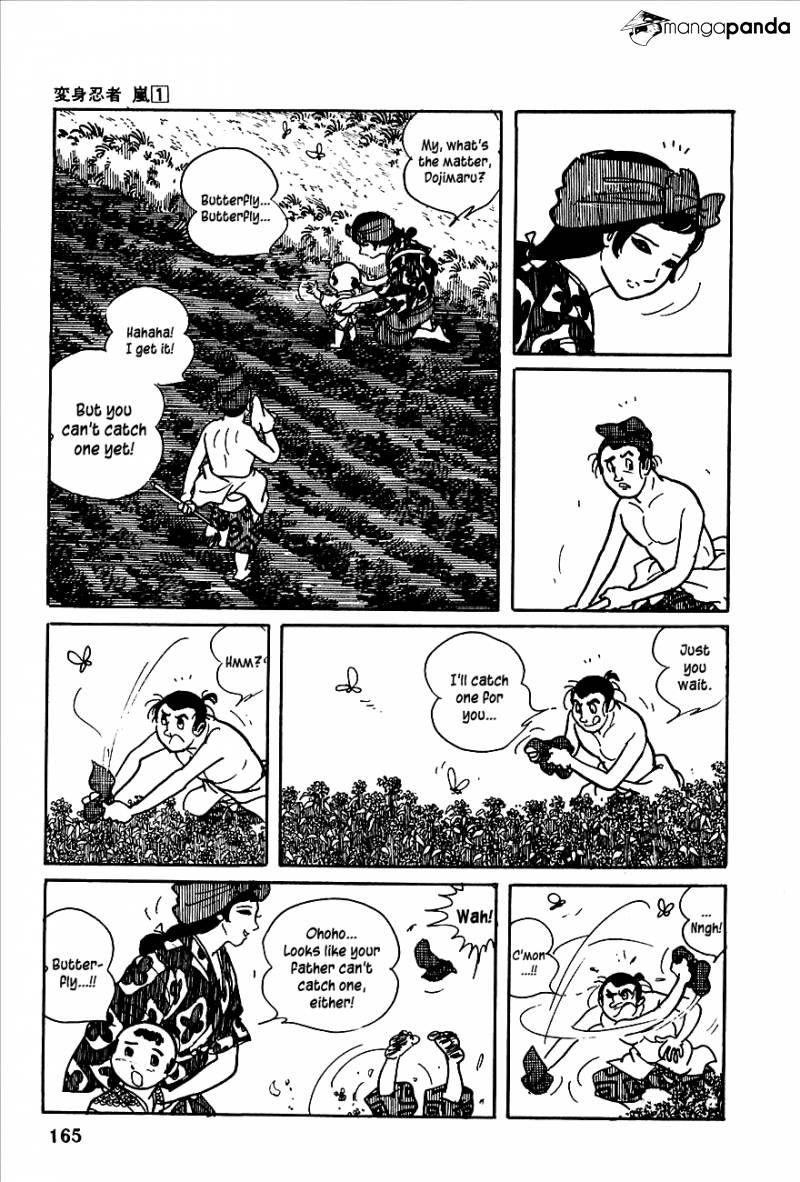 mangapanda
変身忍者 嵐1
My, what's
the matter,
Dojimaru?
Butterfly...
Butterfly...
Hahaha!
I get it!
But you
can't catch
one yet!
Just
you
wait.
I'll catch
one for
you...
Hmm?
...
Nngh!
C'mon
...!!
Wah!
Ohoho...
Looks like your
father can't
catch one,
either!
Butter-
fly...!!
165